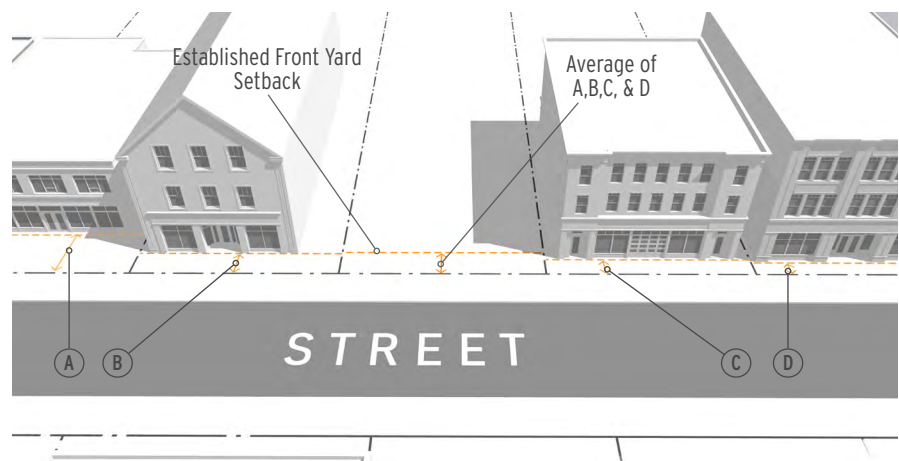 Established Front Yard
Setback
Average of
A,B,C, & D
STREET
A
B
C
D